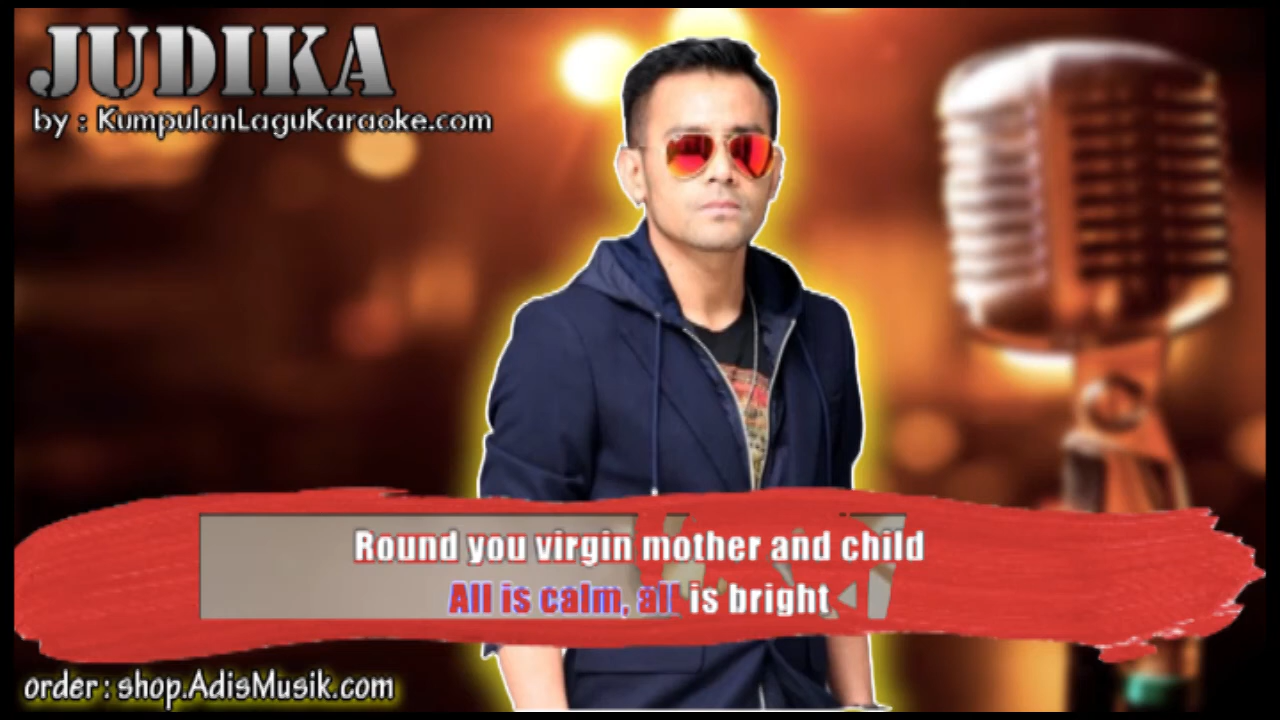 JUDIKA
by : KumpulanLaguKaraoke.com
Round you virgin mother and child
All is calm, all is bright
order : shop.AdisMusik.com